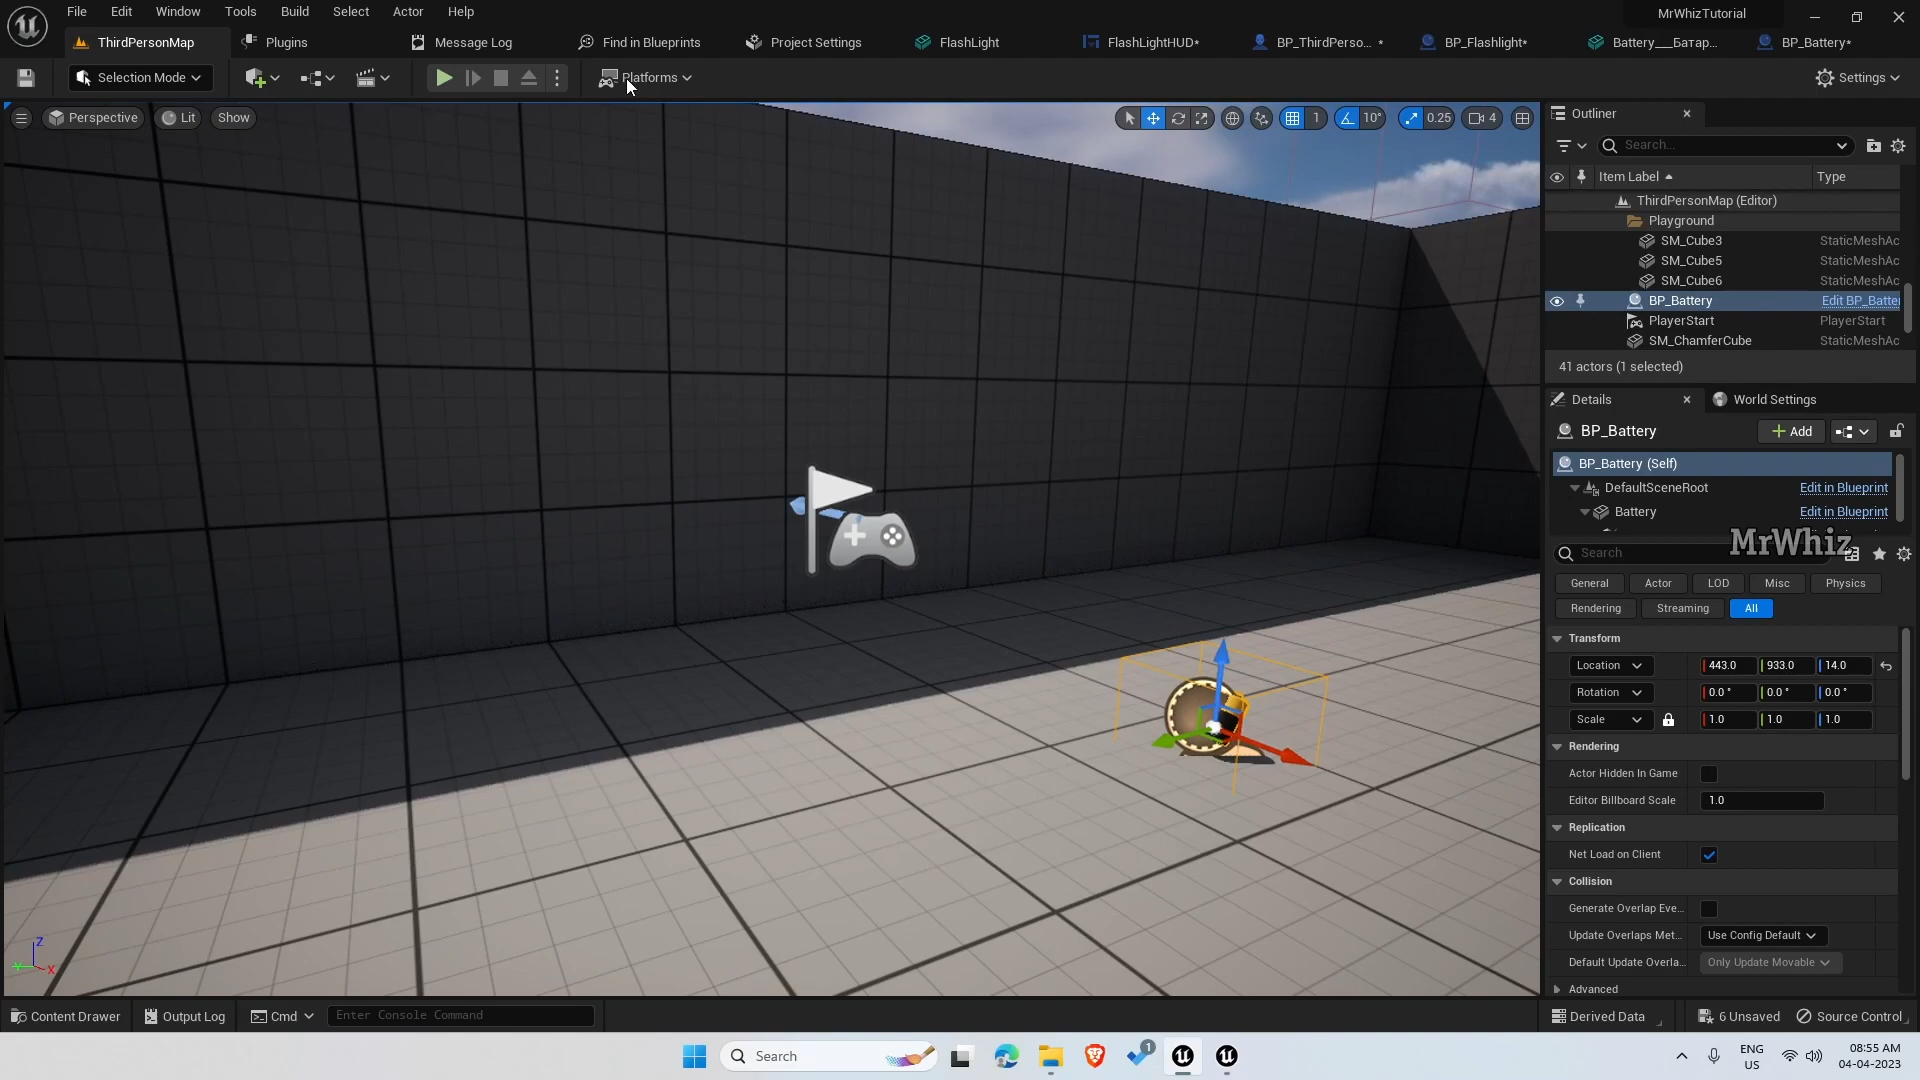 File Edit Window Tools Build Select Actor Help
MrWhizTutorial
ThirdPersonMap Plugins Message Log Find in Blueprints Project Settings FlashLight FlashLightHUD* BP_ThirdPerso... * BP_Flashlight* Battery___Батар... BP_Battery*
Selection Mode Platforms Settings
Perspective Lit Show 1 10° 0.25 4
Outliner
Search...
Item Label Type
ThirdPersonMap (Editor)
Playground
SM_Cube3 StaticMeshAc
SM_Cube5 StaticMeshAc
SM_Cube6 StaticMeshAc
BP_Battery Edit BP_Batter
PlayerStart PlayerStart
SM_ChamferCube StaticMeshAc
41 actors (1 selected)
Details World Settings
BP_Battery Add
BP_Battery (Self)
DefaultSceneRoot Edit in Blueprint
Battery Edit in Blueprint
MrWhiz
Search
General Actor LOD Misc Physics
Rendering Streaming All
Transform
Location 443.0 933.0 14.0
Rotation 0.0° 0.0° 0.0°
Scale 1.0 1.0 1.0
Rendering
Actor Hidden In Game
Editor Billboard Scale 1.0
Replication
Net Load on Client
Collision
Generate Overlap Eve...
Update Overlaps Met... Use Config Default
Default Update Overla... Only Update Movable
Advanced
Z
Y X
Content Drawer Output Log Cmd Enter Console Command Derived Data 6 Unsaved Source Control
Search 1 ENG 08:55 AM
US 04-04-2023